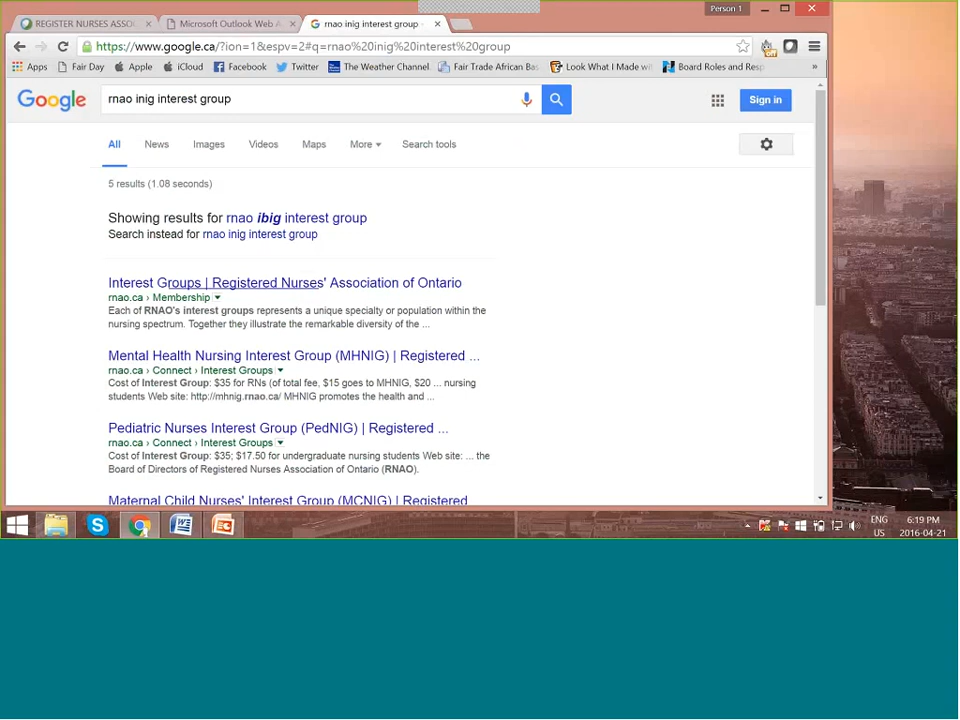 Person 1
REGISTER NURSES ASSO
Microsoft Outlook Web A
rnao inig interest group
https://www.google.ca/?ion=1&espv=2#q=rnao%20inig%20interest%20group
Apps Fair Day Apple iCloud Facebook Twitter The Weather Channel Fair Trade African Bas Look What I Made wi Board Roles and Resp »
Google rnao inig interest group Sign in
All News Images Videos Maps More Search tools
5 results (1.08 seconds)
Showing results for rnao ibig interest group
Search instead for rnao inig interest group
Interest Groups | Registered Nurses' Association of Ontario
rnao.ca › Membership
Each of RNAO's interest groups represents a unique specialty or population within the
nursing spectrum. Together they illustrate the remarkable diversity of the ...
Mental Health Nursing Interest Group (MHNIG) | Registered ...
rnao.ca › Connect › Interest Groups
Cost of Interest Group: $35 for RNs (of total fee, $15 goes to MHNIG, $20 ... nursing
students Web site: http://mhnig.rnao.ca/ MHNIG promotes the health and ...
Pediatric Nurses Interest Group (PedNIG) | Registered ...
rnao.ca › Connect › Interest Groups
Cost of Interest Group: $35; $17.50 for undergraduate nursing students Web site: ... the
Board of Directors of Registered Nurses Association of Ontario (RNAO).
Maternal Child Nurses' Interest Group (MCNIG) | Registered
ENG 6:19 PM
US 2016-04-21